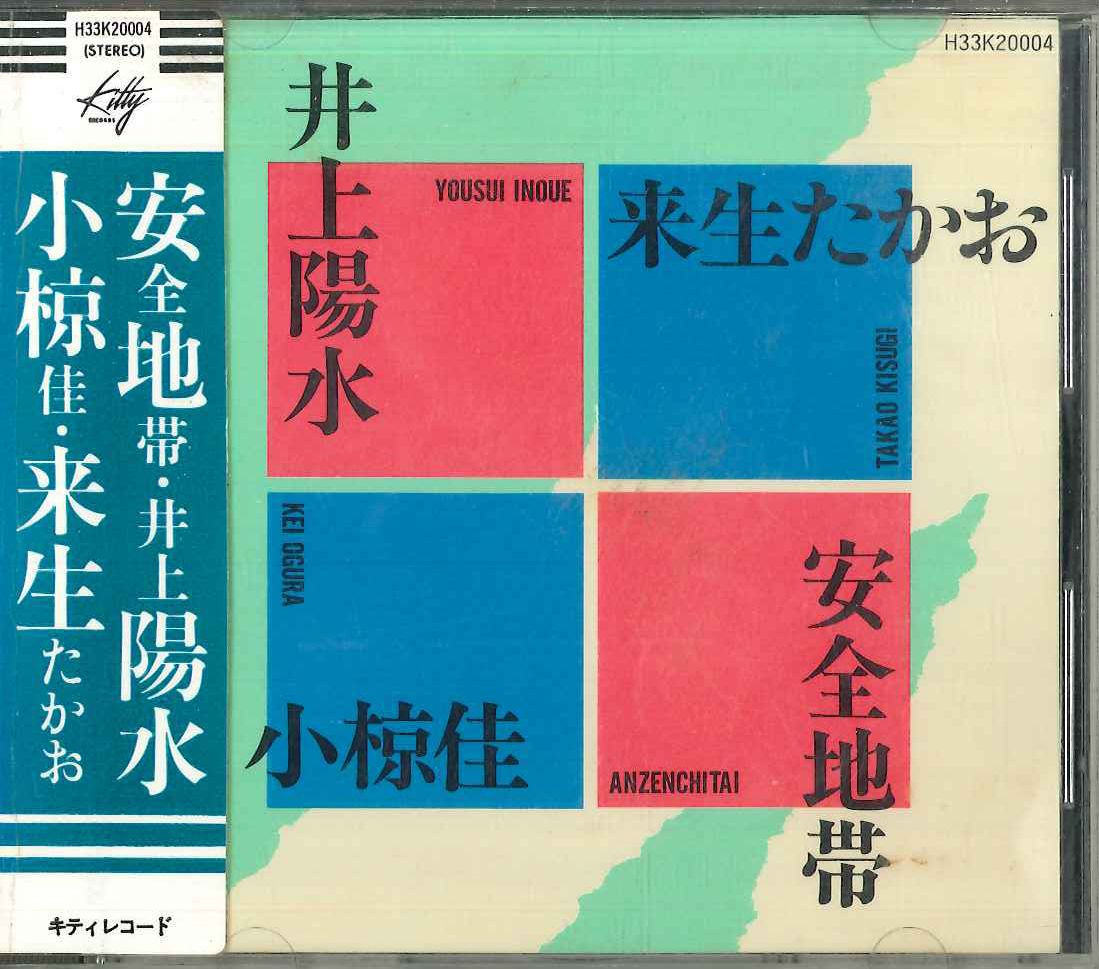 H33K20004
(STEREO)
Kitty
RECORDS
安全地帯・井上陽水
小椋佳・来生たかお
キティレコード
H33K20004
井上陽水
YOUSUI INOUE
来生たかお
TAKAO KISUGI
KEI OGURA
小椋佳
安全地帯
ANZENCHITAI